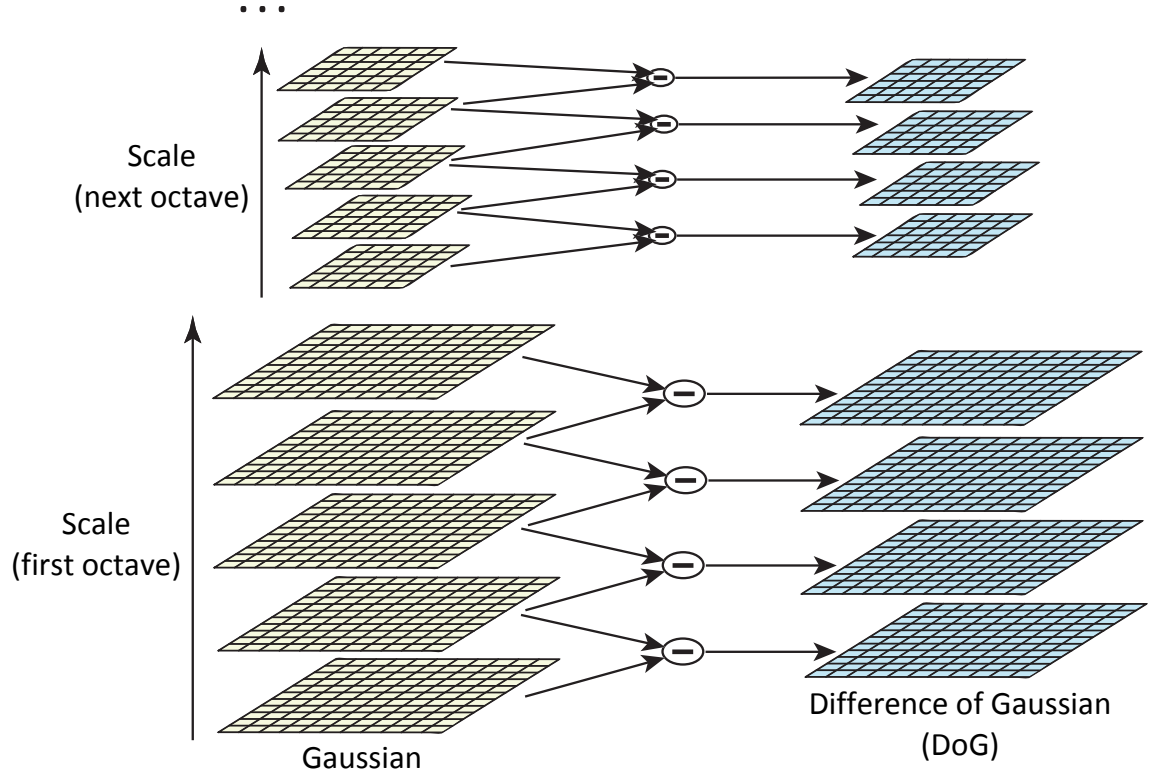 . . .
Scale
(next octave)
Scale
(first octave)
Gaussian
Difference of Gaussian
(DoG)